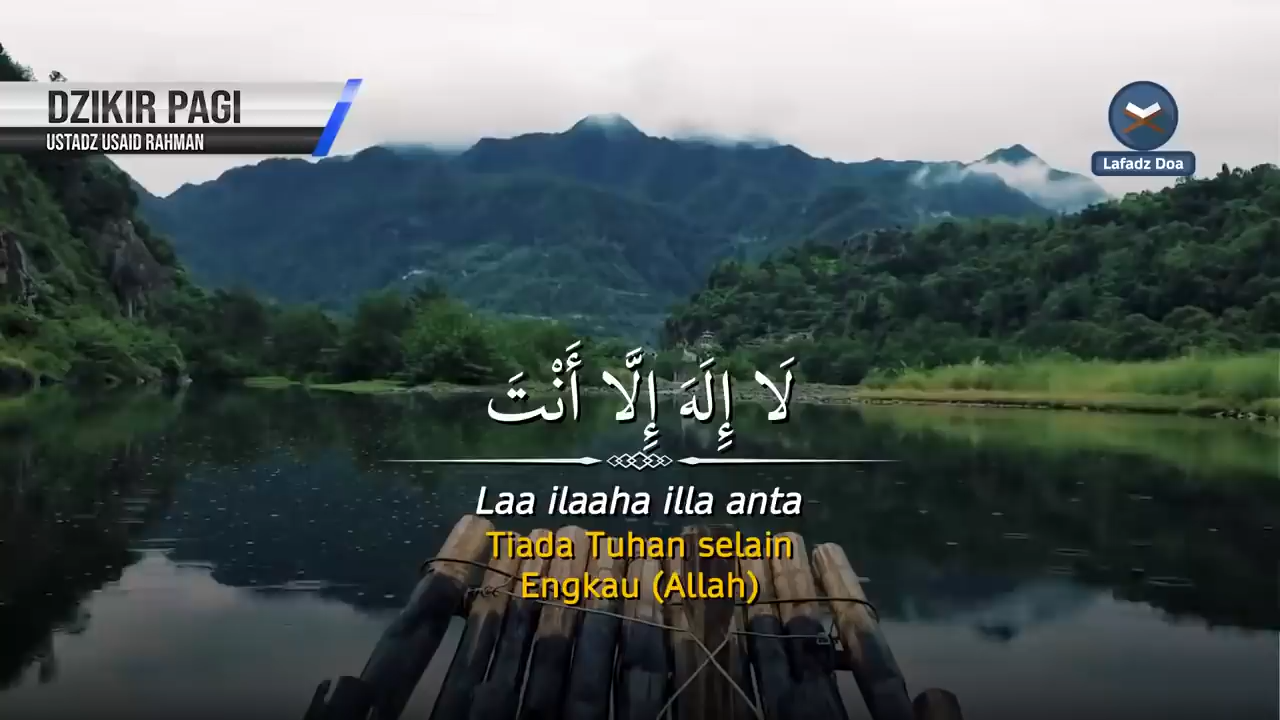 DZIKIR PAGI
USTADZ USAID RAHMAN
Lafadz Doa
لَا إِلَهَ إِلَّا أَنْتَ
Laa ilaaha illa anta
Tiada Tuhan selain
Engkau (Allah)